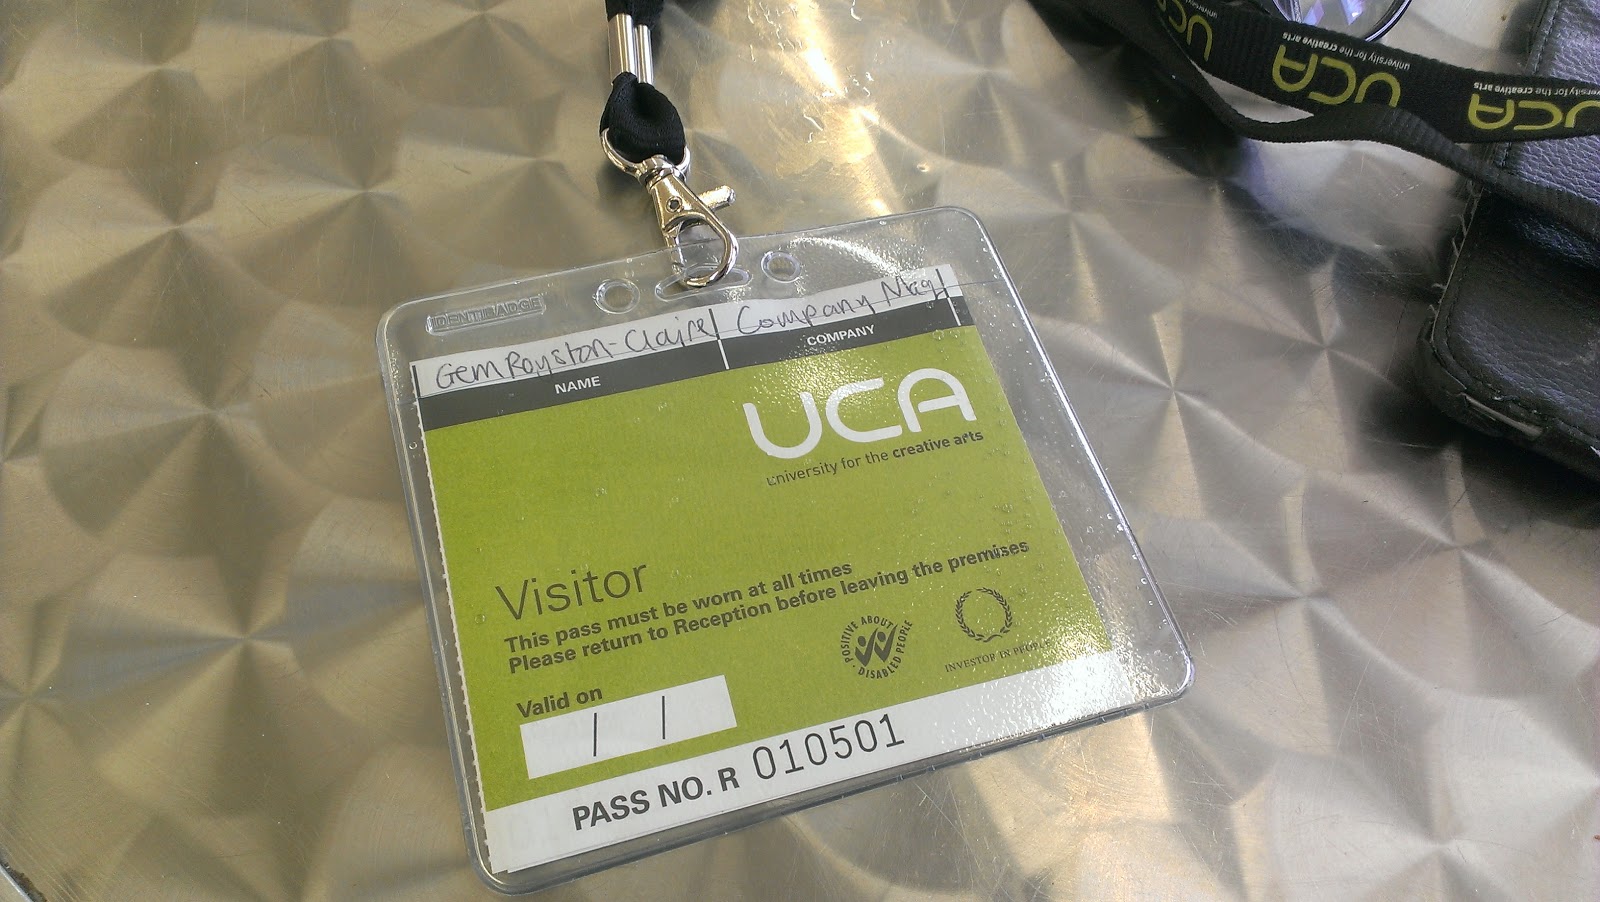 UCA
university for the creative arts
UCA
university for the creative arts
UCA
IDENTIBADGE
Gem Royston-Claire Company Mag
NAME COMPANY
UCA
university for the creative arts
Visitor
This pass must be worn at all times
Please return to Reception before leaving the premises
POSITIVE ABOUT DISABLED PEOPLE
INVESTOR IN PEOPLE
Valid on
/ /
PASS NO. R 010501